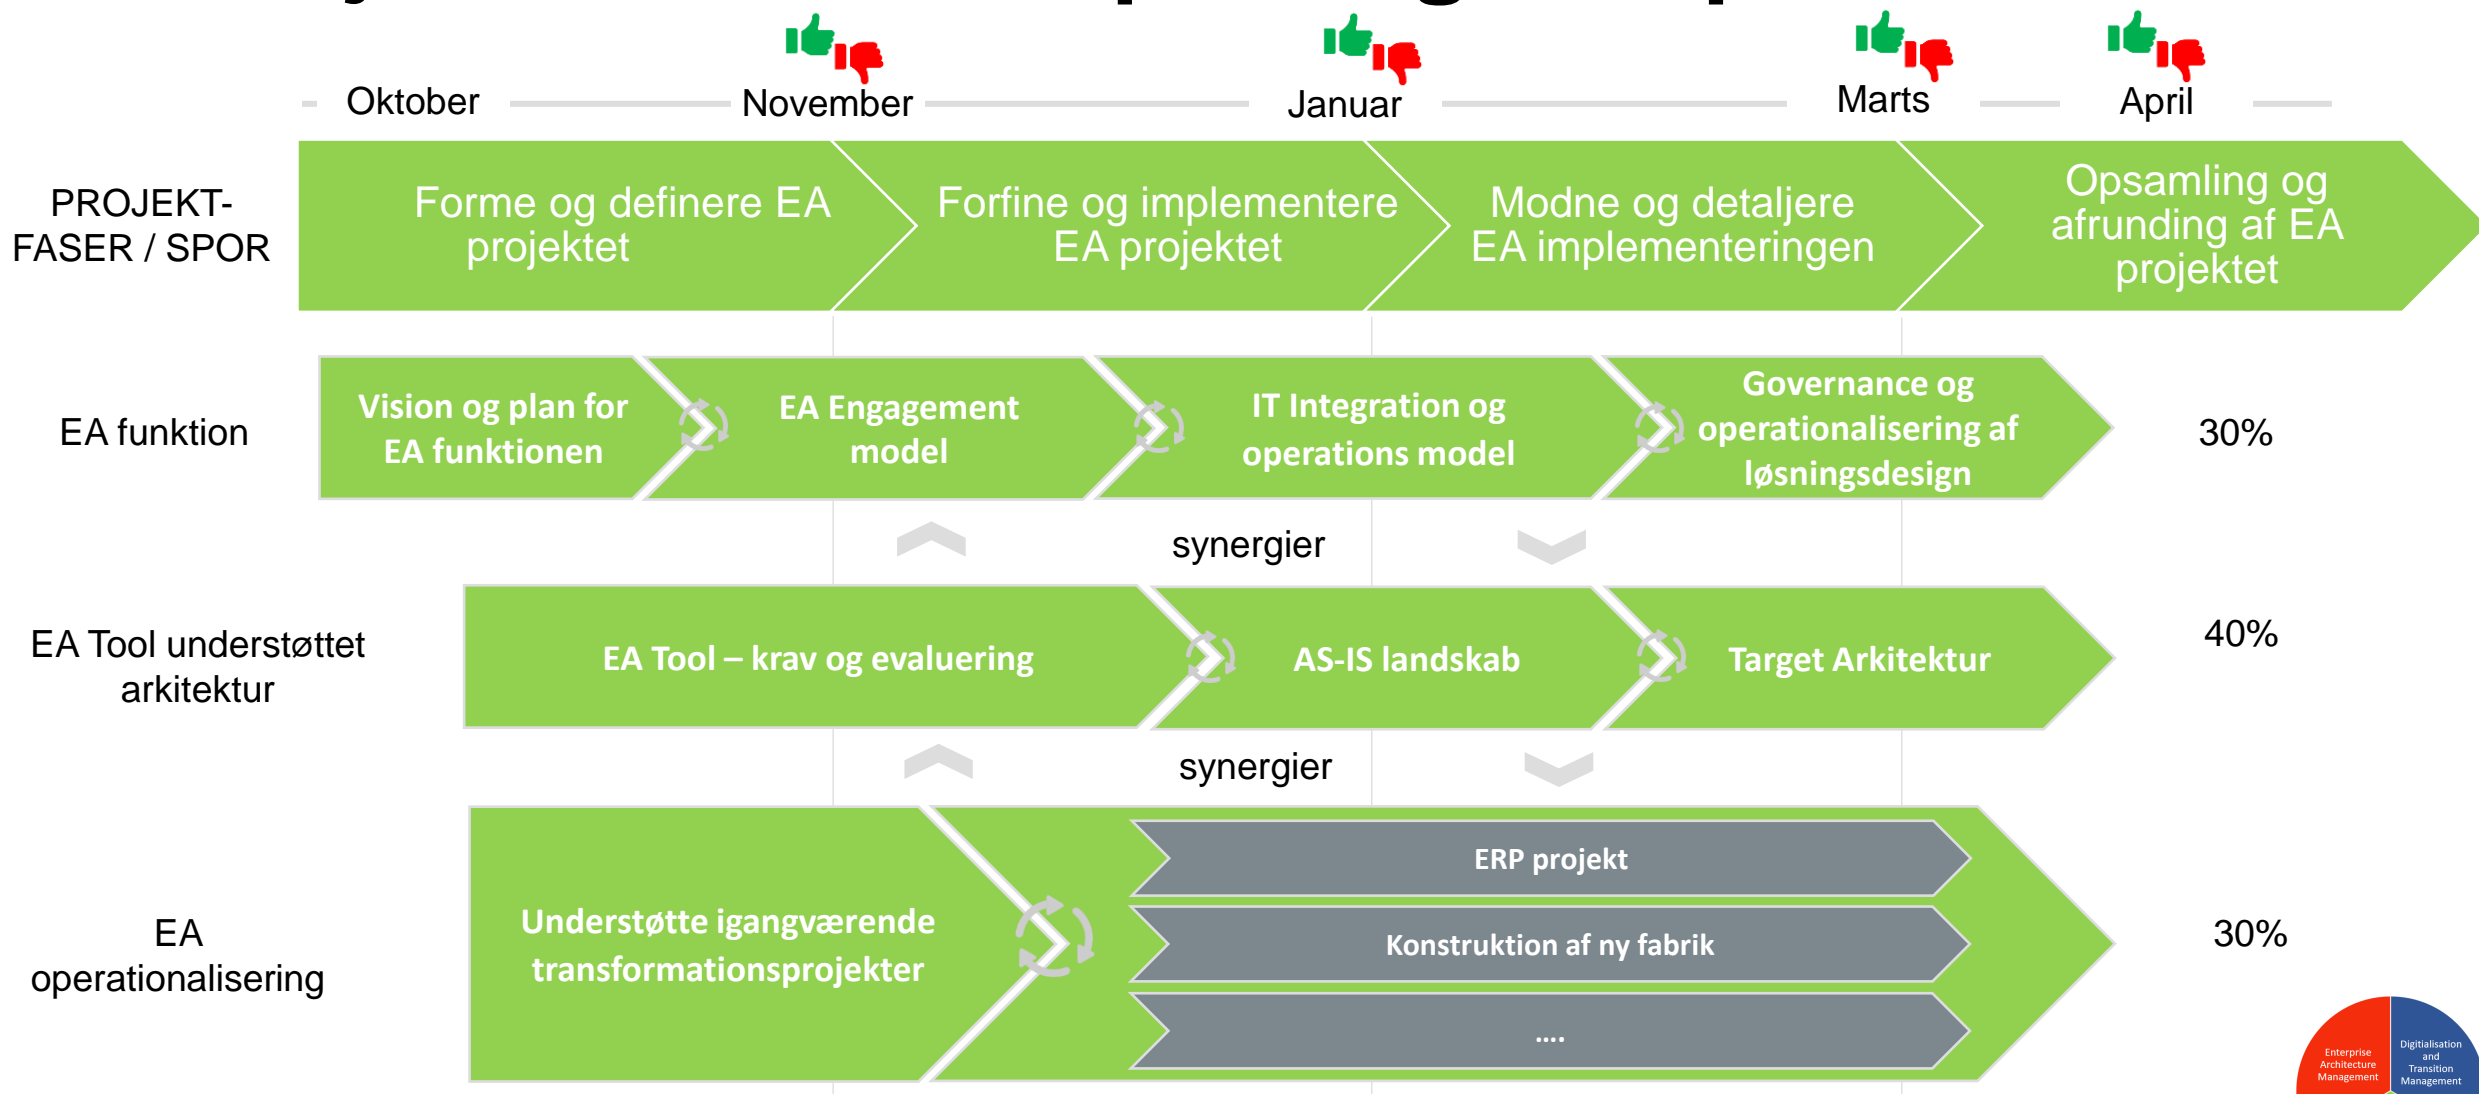 Oktober
November
Januar
Marts
April
PROJEKT-
FASER / SPOR
Forme og definere EA
projektet
Forfine og implementere
EA projektet
Modne og detaljere
EA implementeringen
Opsamling og
afrunding af EA
projektet
EA funktion
Vision og plan for
EA funktionen
EA Engagement
model
IT Integration og
operations model
Governance og
operationalisering af
løsningsdesign
30%
synergier
EA Tool understøttet
arkitektur
EA Tool – krav og evaluering
AS-IS landskab
Target Arkitektur
40%
synergier
EA
operationalisering
Understøtte igangværende
transformationsprojekter
ERP projekt
Konstruktion af ny fabrik
....
30%
Enterprise
Architecture
Management
Digitialisation
and
Transition
Management